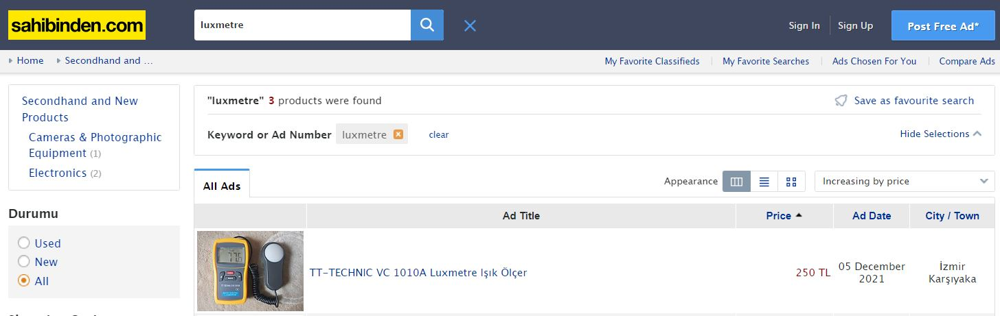 sahibinden.com
luxmetre
Sign In
Sign Up
Post Free Ad*
Home
Secondhand and ...
My Favorite Classifieds
My Favorite Searches
Ads Chosen For You
Compare Ads
Secondhand and New
Products
Cameras & Photographic
Equipment (1)
Electronics (2)
Durumu
Used
New
All
"luxmetre" 3 products were found
Save as favourite search
Keyword or Ad Number luxmetre clear
Hide Selections
All Ads
Appearance
Increasing by price
Ad Title
Price
Ad Date
City / Town
TT-TECHNIC VC 1010A Luxmetre Işık Ölçer
250 TL
05 December
2021
İzmir
Karşıyaka